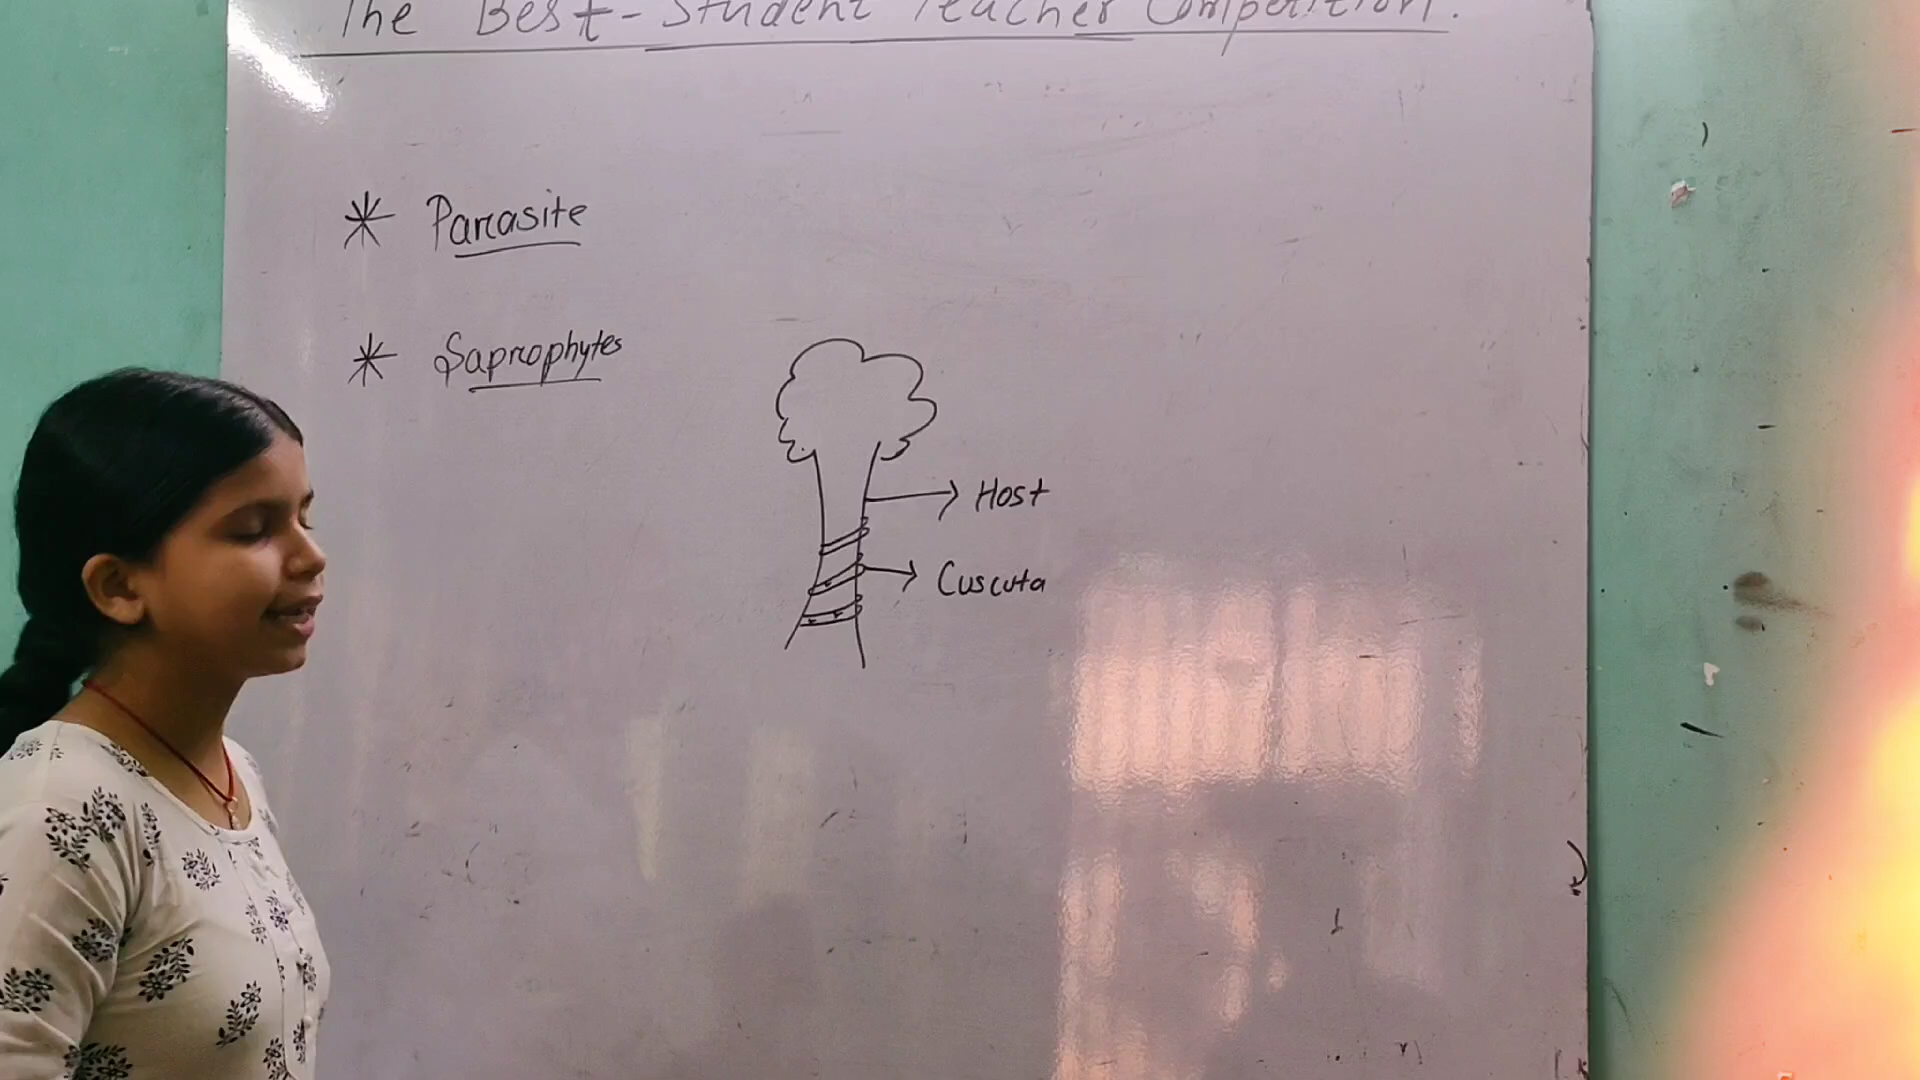 The Best-Student Teacher Competition.
* Parasite
* Saprophytes
Host
Cuscuta